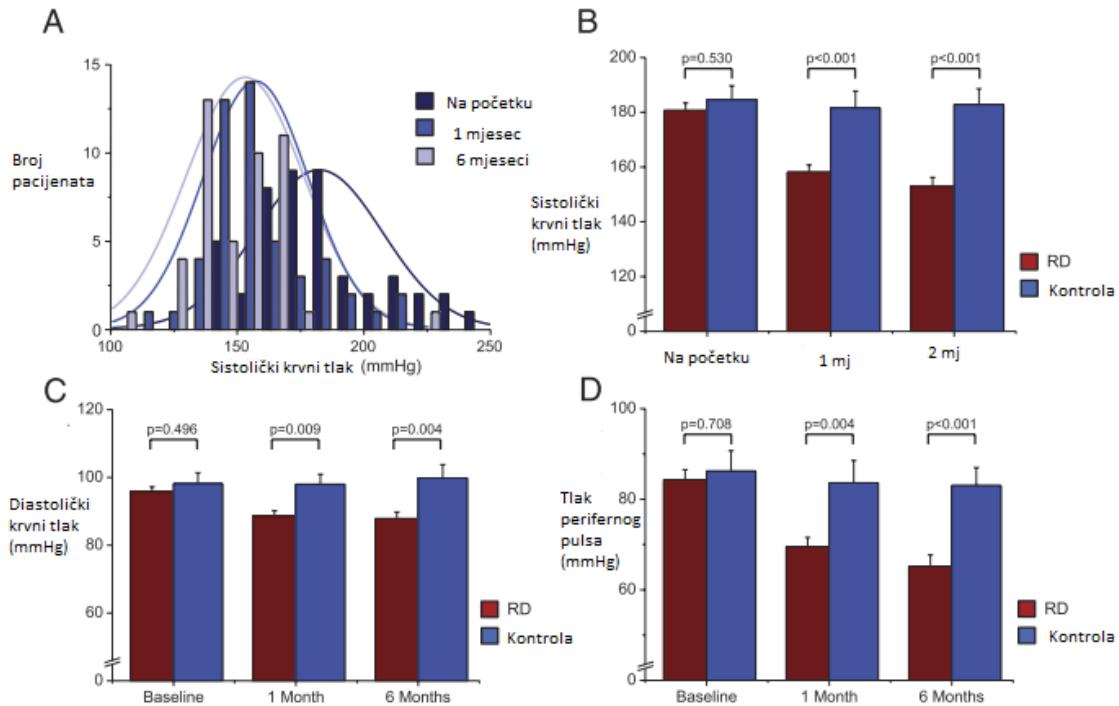 A
15
10
5
0
Broj
pacijenata
Na početku
1 mjesec
6 mjeseci
100 150 200 250
Sistolički krvni tlak (mmHg)
B
200
180
160
140
120
0
Sistolički
krvni tlak
(mmHg)
p=0.530 p<0.001 p<0.001
RD
Kontrola
Na početku 1 mj 2 mj
C
120
100
80
60
0
Diastolički
krvni tlak
(mmHg)
p=0.496 p=0.009 p=0.004
RD
Kontrola
Baseline 1 Month 6 Months
D
100
80
60
0
Tlak
perifernog
pulsa
(mmHg)
p=0.708 p=0.004 p<0.001
RD
Kontrola
Baseline 1 Month 6 Months